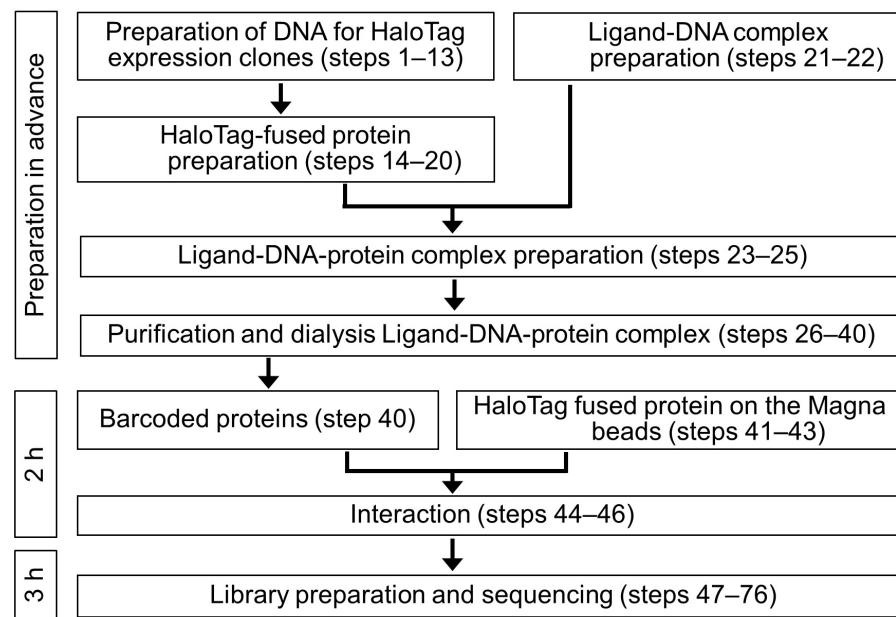 Preparation in advance
Preparation of DNA for HaloTag
expression clones (steps 1–13)
Ligand-DNA complex
preparation (steps 21–22)
HaloTag-fused protein
preparation (steps 14–20)
Ligand-DNA-protein complex preparation (steps 23–25)
Purification and dialysis Ligand-DNA-protein complex (steps 26–40)
2 h
Barcoded proteins (step 40)
HaloTag fused protein on the Magna
beads (steps 41–43)
Interaction (steps 44–46)
3 h
Library preparation and sequencing (steps 47–76)